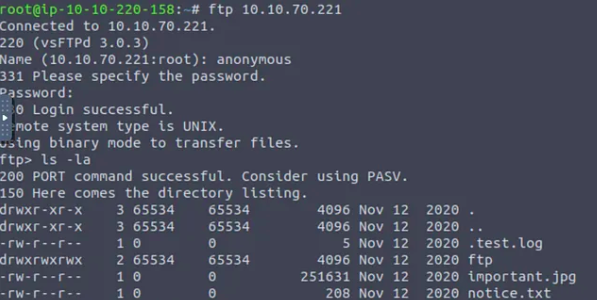 root@ip-10-10-220-158:~# ftp 10.10.70.221
Connected to 10.10.70.221.
220 (vsFTPd 3.0.3)
Name (10.10.70.221:root): anonymous
331 Please specify the password.
Password:
0 Login successful.
emote system type is UNIX.
sing binary mode to transfer files.
ftp> ls -la
200 PORT command successful. Consider using PASV.
150 Here comes the directory listing.
drwxr-xr-x    3 65534    65534        4096 Nov 12  2020 .
drwxr-xr-x    3 65534    65534        4096 Nov 12  2020 ..
-rw-r--r--    1 0        0               5 Nov 12  2020 .test.log
drwxrwxrwx    2 65534    65534        4096 Nov 12  2020 ftp
-rw-r--r--    1 0        0          251631 Nov 12  2020 important.jpg
-rw-r--r--    1 0        0             208 Nov 12  2020 notice.txt